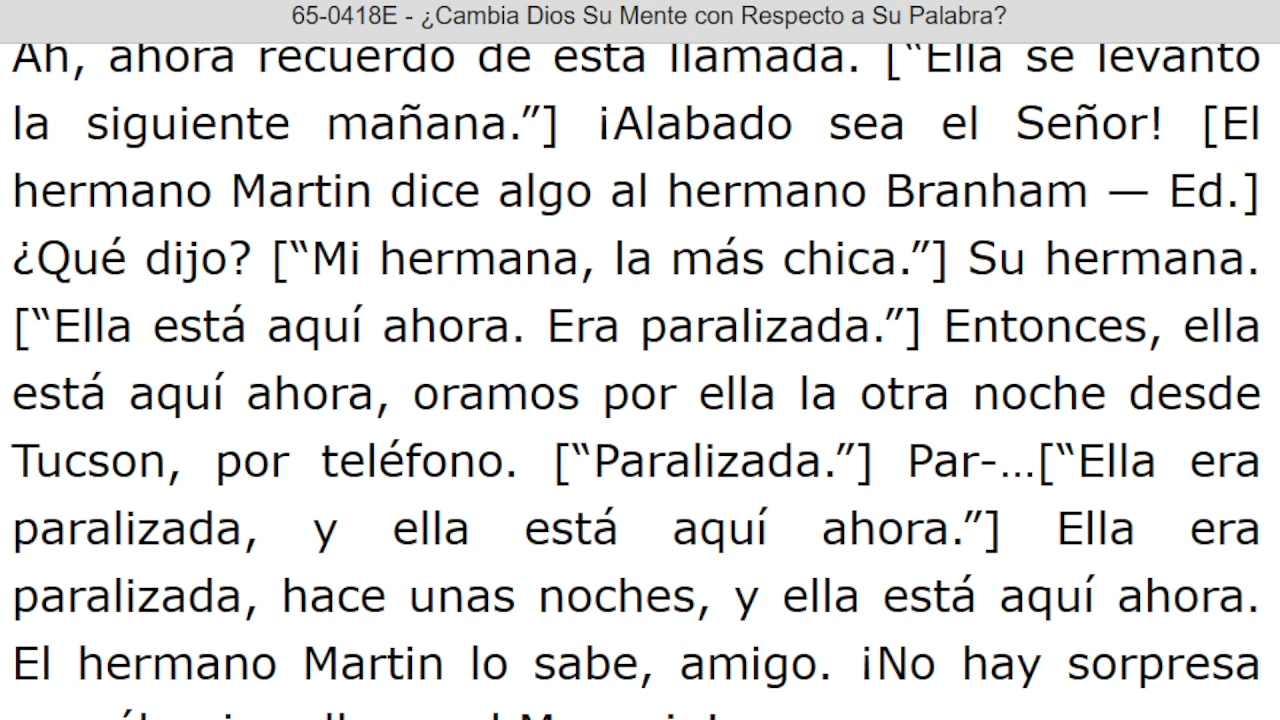 65-0418E - ¿Cambia Dios Su Mente con Respecto a Su Palabra?
Ah, ahora recuerdo de esta llamada. [“Ella se levantó
la siguiente mañana.”] ¡Alabado sea el Señor! [El
hermano Martin dice algo al hermano Branham — Ed.]
¿Qué dijo? [“Mi hermana, la más chica.”] Su hermana.
[“Ella está aquí ahora. Era paralizada.”] Entonces, ella
está aquí ahora, oramos por ella la otra noche desde
Tucson, por teléfono. [“Paralizada.”] Par-...[“Ella era
paralizada, y ella está aquí ahora.”] Ella era
paralizada, hace unas noches, y ella está aquí ahora.
El hermano Martin lo sabe, amigo. ¡No hay sorpresa